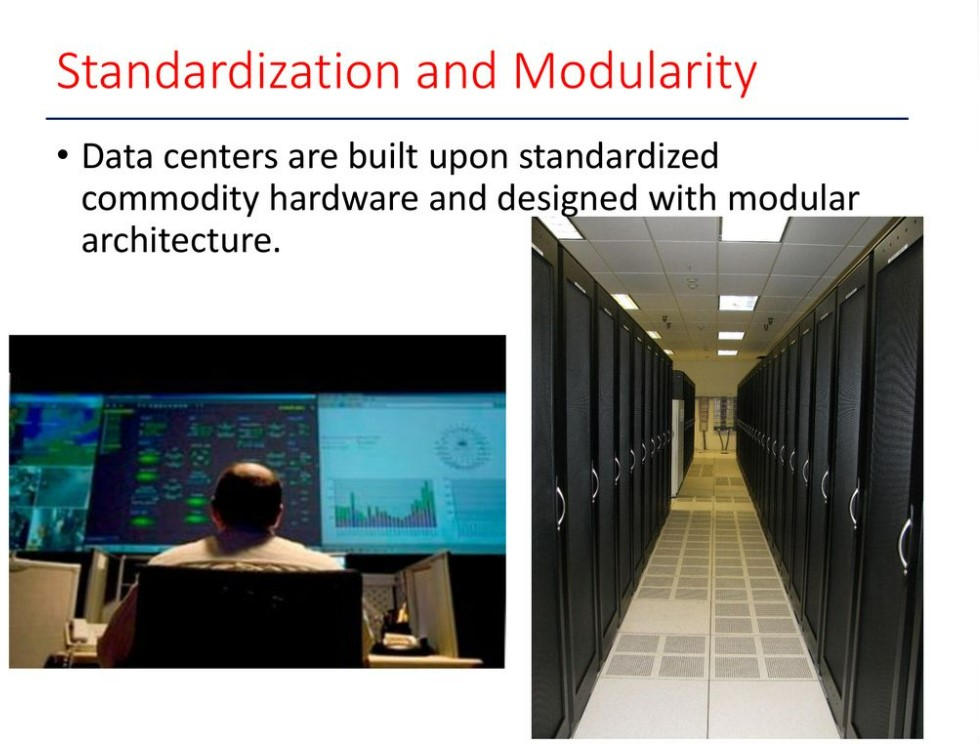 Standardization and Modularity
• Data centers are built upon standardized
commodity hardware and designed with modular
architecture.